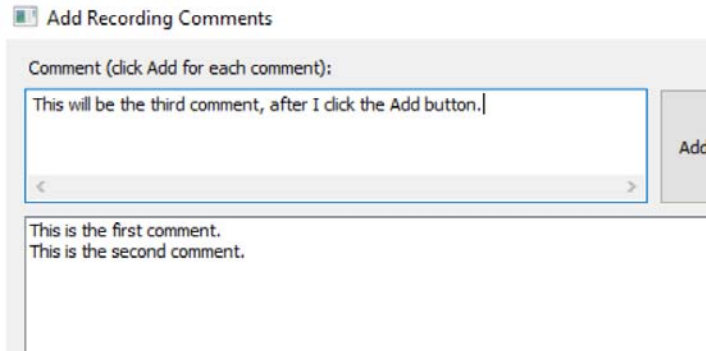 Add Recording Comments
Comment (click Add for each comment):
This will be the third comment, after I click the Add button.
Add
This is the first comment.
This is the second comment.